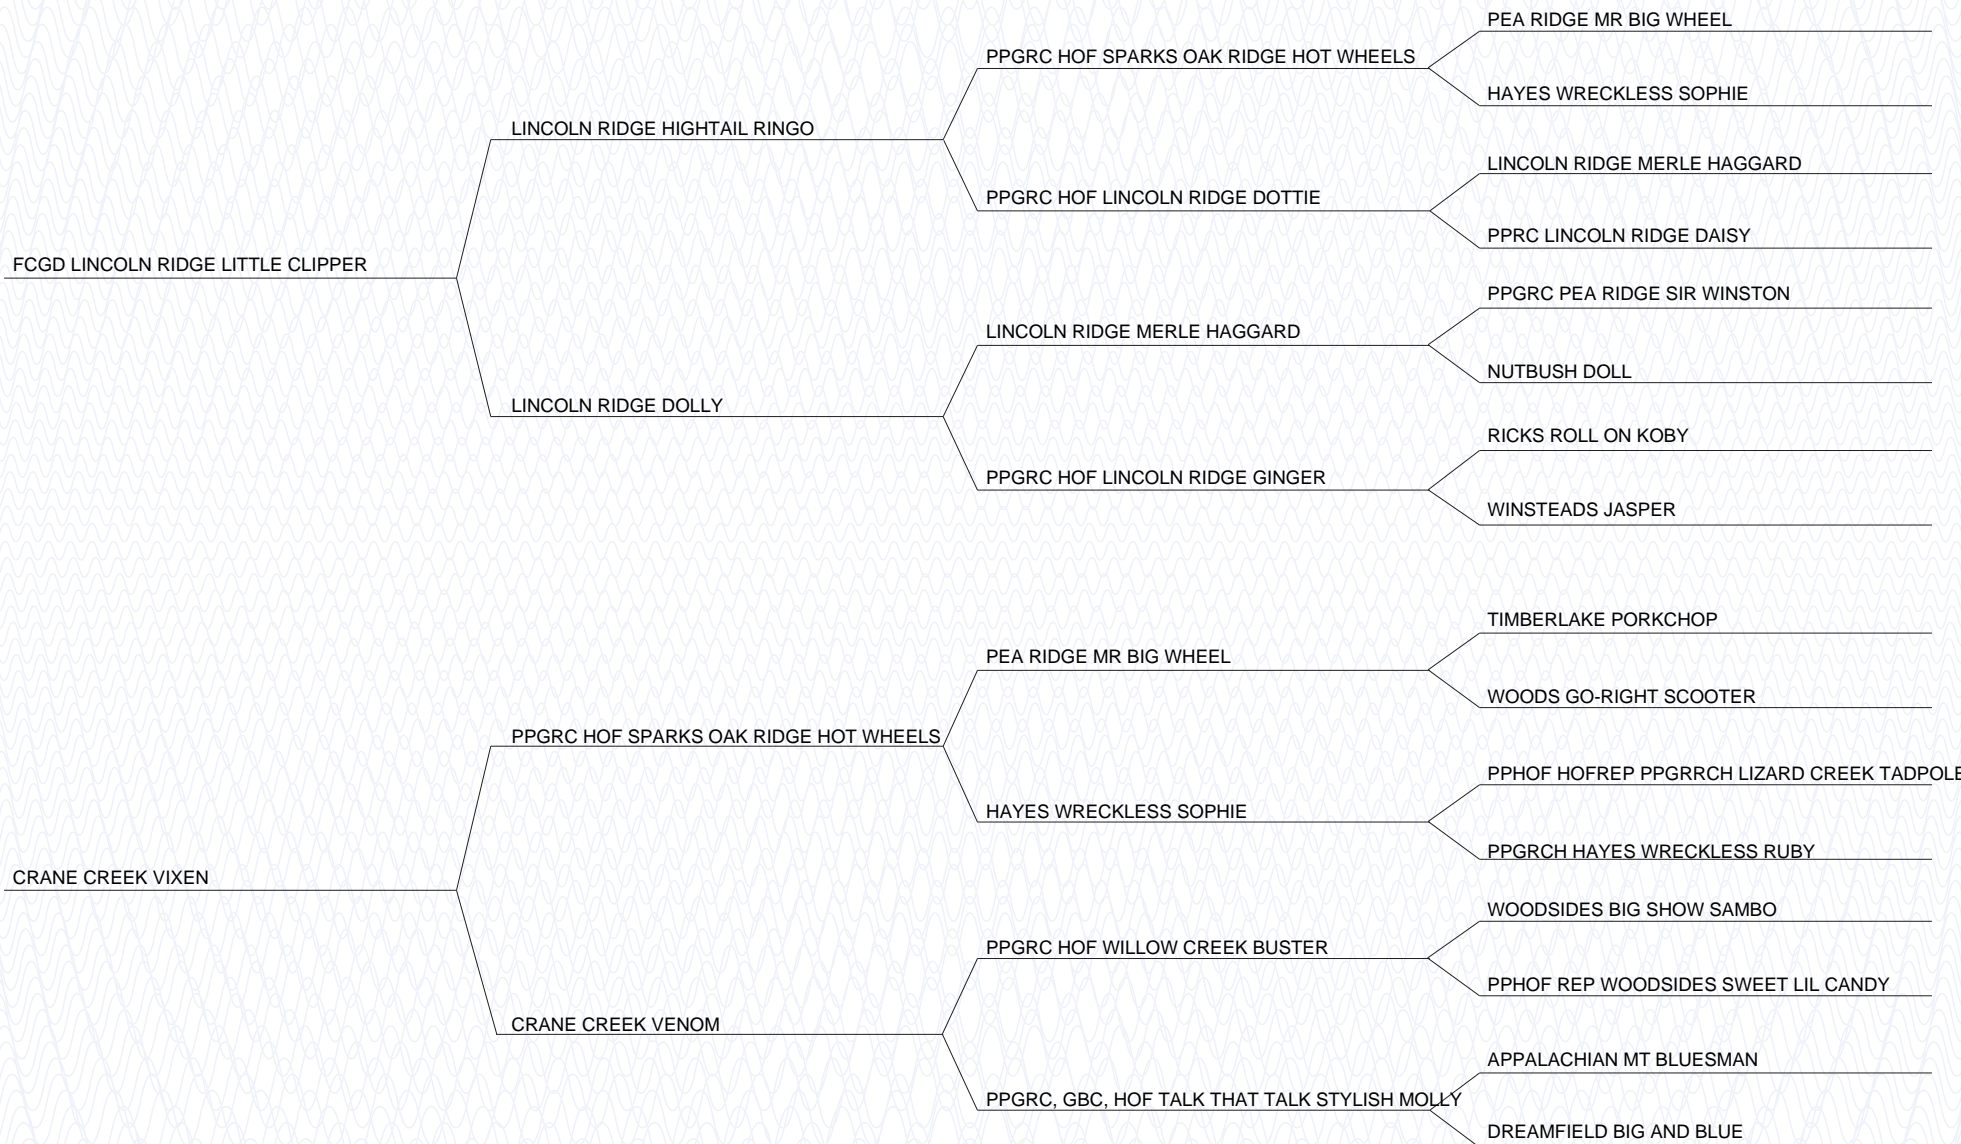 PEA RIDGE MR BIG WHEEL
PPGRC HOF SPARKS OAK RIDGE HOT WHEELS
HAYES WRECKLESS SOPHIE
LINCOLN RIDGE HIGHTAIL RINGO
LINCOLN RIDGE MERLE HAGGARD
PPGRC HOF LINCOLN RIDGE DOTTIE
PPRC LINCOLN RIDGE DAISY
FCGD LINCOLN RIDGE LITTLE CLIPPER
PPGRC PEA RIDGE SIR WINSTON
LINCOLN RIDGE MERLE HAGGARD
NUTBUSH DOLL
LINCOLN RIDGE DOLLY
RICKS ROLL ON KOBY
PPGRC HOF LINCOLN RIDGE GINGER
WINSTEADS JASPER
TIMBERLAKE PORKCHOP
PEA RIDGE MR BIG WHEEL
WOODS GO-RIGHT SCOOTER
PPGRC HOF SPARKS OAK RIDGE HOT WHEELS
PPHOF HOFREP PPGRRCH LIZARD CREEK TADPOLE
HAYES WRECKLESS SOPHIE
PPGRCH HAYES WRECKLESS RUBY
CRANE CREEK VIXEN
WOODSIDES BIG SHOW SAMBO
PPGRC HOF WILLOW CREEK BUSTER
PPHOF REP WOODSIDES SWEET LIL CANDY
CRANE CREEK VENOM
APPALACHIAN MT BLUESMAN
PPGRC, GBC, HOF TALK THAT TALK STYLISH MOLLY
DREAMFIELD BIG AND BLUE